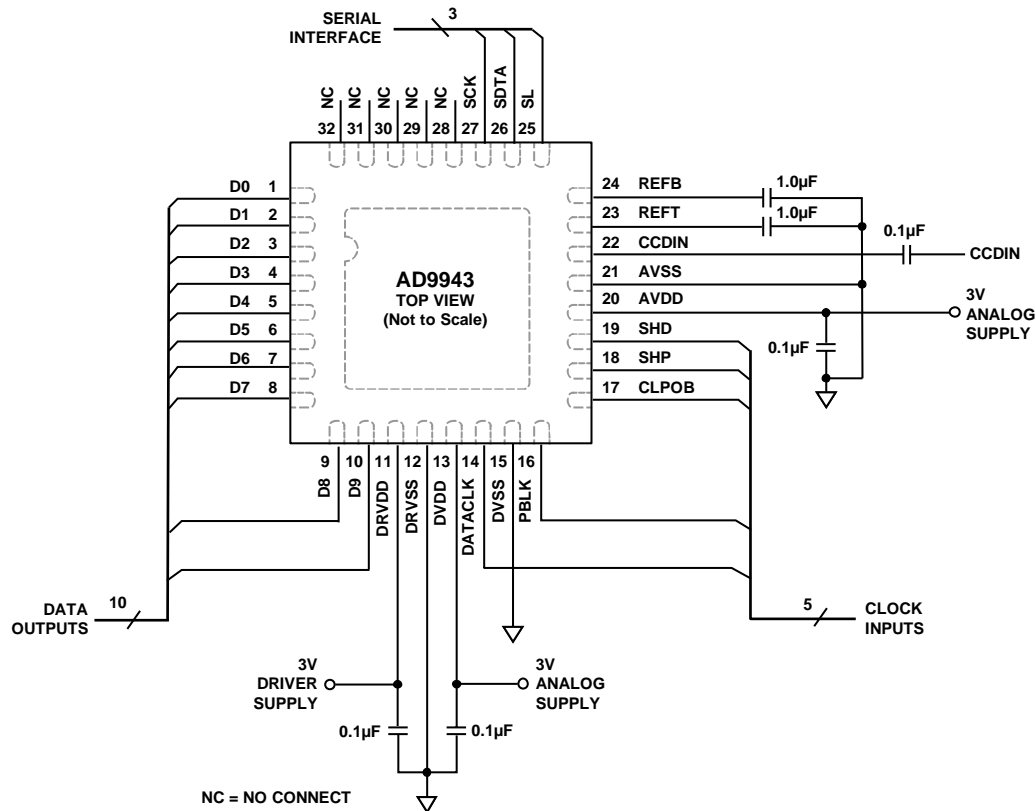 SERIAL
INTERFACE
3
NC
NC
NC
NC
NC
SCK
SDTA
SL
32
31
30
29
28
27
26
25
D0 1
D1 2
D2 3
D3 4
D4 5
D5 6
D6 7
D7 8
AD9943
TOP VIEW
(Not to Scale)
24 REFB
23 REFT
22 CCDIN
21 AVSS
20 AVDD
19 SHD
18 SHP
17 CLPOB
1.0µF
1.0µF
0.1µF
CCDIN
3V
ANALOG
SUPPLY
0.1µF
9
10
11
12
13
14
15
16
D8
D9
DRVDD
DRVSS
DVDD
DATACLK
DVSS
PBLK
10
DATA
OUTPUTS
5
CLOCK
INPUTS
3V
DRIVER
SUPPLY
3V
ANALOG
SUPPLY
0.1µF
0.1µF
NC = NO CONNECT